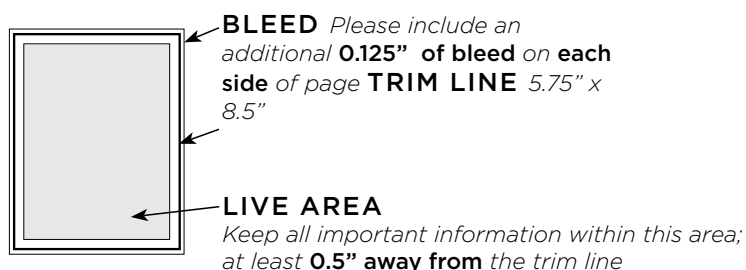 BLEED Please include an
additional 0.125” of bleed on each
side of page TRIM LINE 5.75” x
8.5”
LIVE AREA
Keep all important information within this area;
at least 0.5” away from the trim line